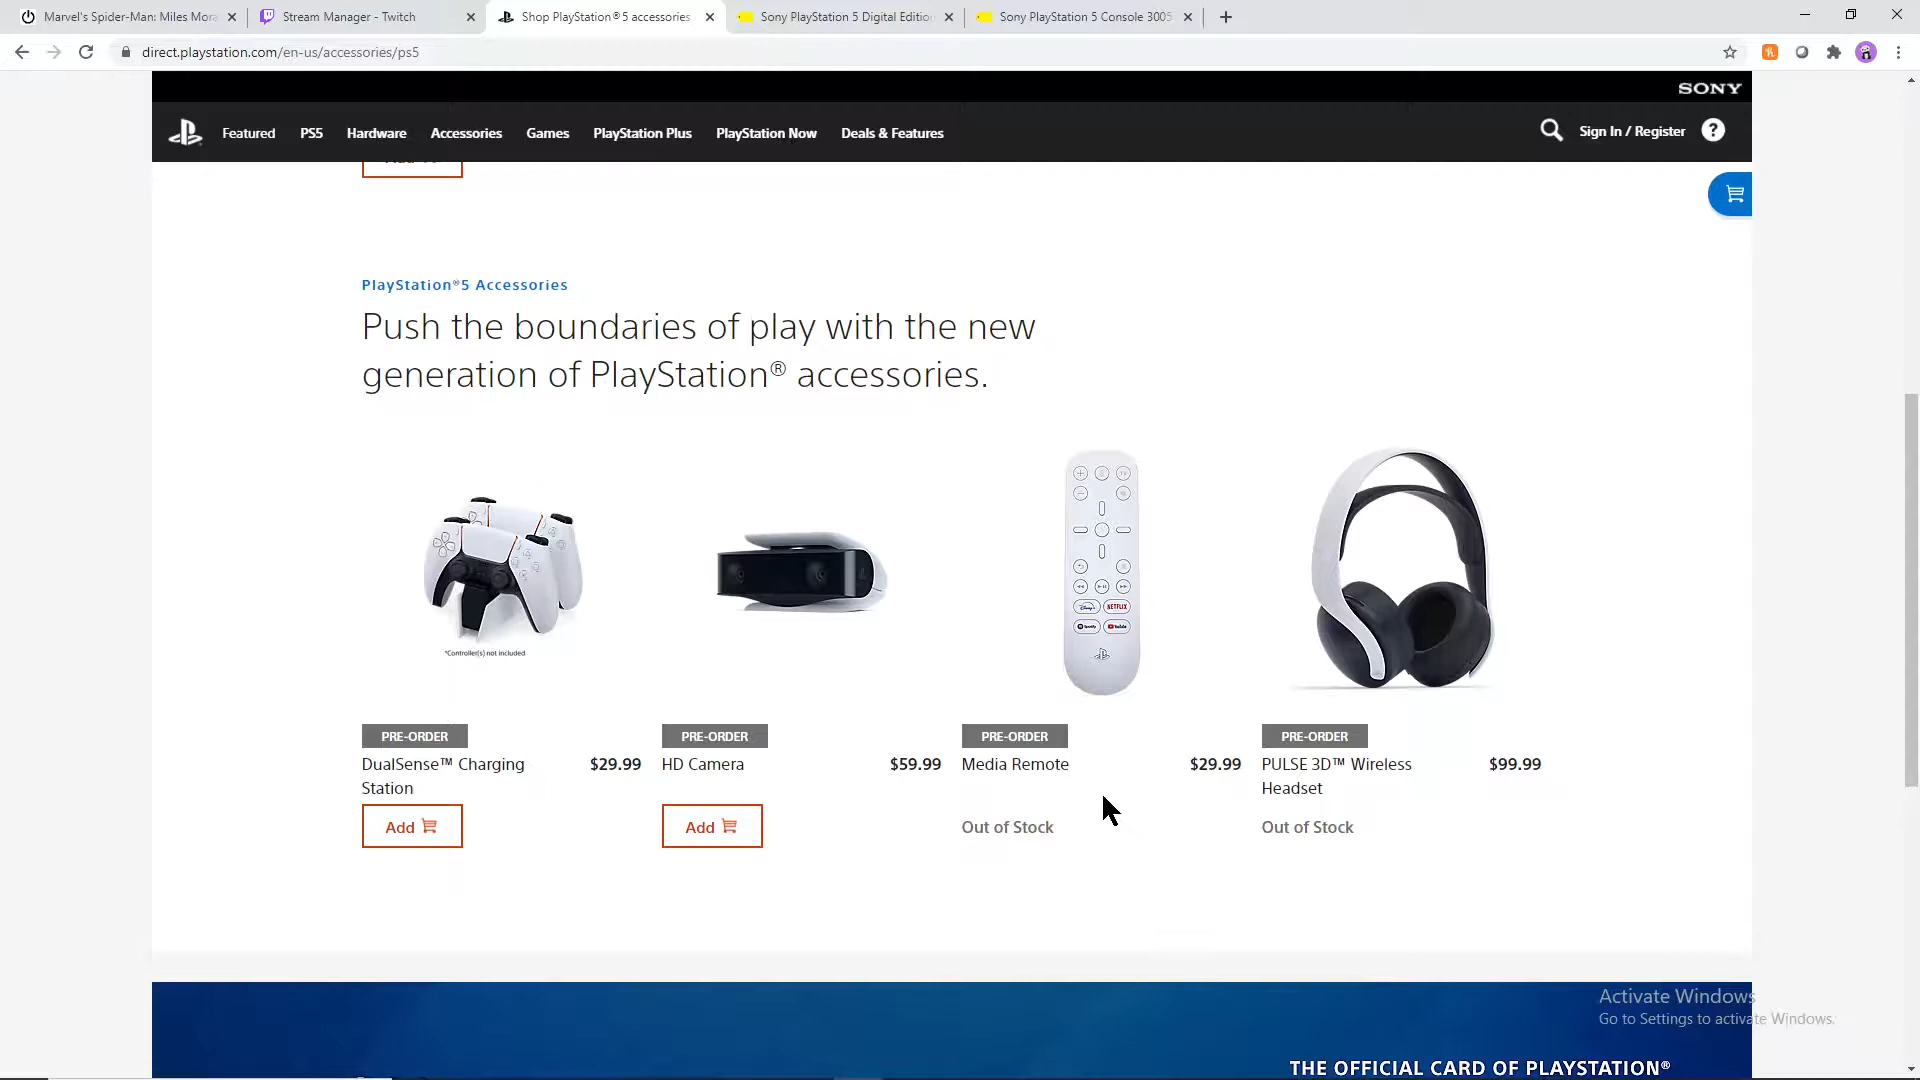 Marvel's Spider-Man: Miles Mora
Stream Manager - Twitch
Shop PlayStation®5 accessories
Sony PlayStation 5 Digital Editio
Sony PlayStation 5 Console 3005
direct.playstation.com/en-us/accessories/ps5
SONY
Featured
PS5
Hardware
Accessories
Games
PlayStation Plus
PlayStation Now
Deals & Features
Sign In / Register
?
PlayStation®5 Accessories
Push the boundaries of play with the new
generation of PlayStation® accessories.
Disney+
NETFLIX
Spotify
YouTube
*Controller(s) not included
PRE-ORDER
PRE-ORDER
PRE-ORDER
PRE-ORDER
DualSense™ Charging
Station
$29.99
HD Camera
$59.99
Media Remote
$29.99
PULSE 3D™ Wireless
Headset
$99.99
Add
Add
Out of Stock
Out of Stock
Activate Windows
Go to Settings to activate Windows.
THE OFFICIAL CARD OF PLAYSTATION®